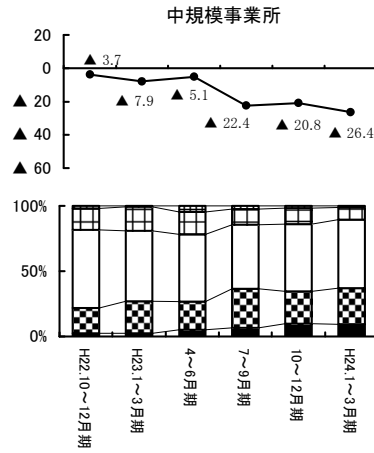 中規模事業所
20
0
▲ 20
▲ 40
▲ 60
▲ 3.7
▲ 7.9
▲ 5.1
▲ 22.4
▲ 20.8
▲ 26.4
100%
50%
0%
H22.10～12月期
H23.1～3月期
4～6月期
7～9月期
10～12月期
H24.1～3月期